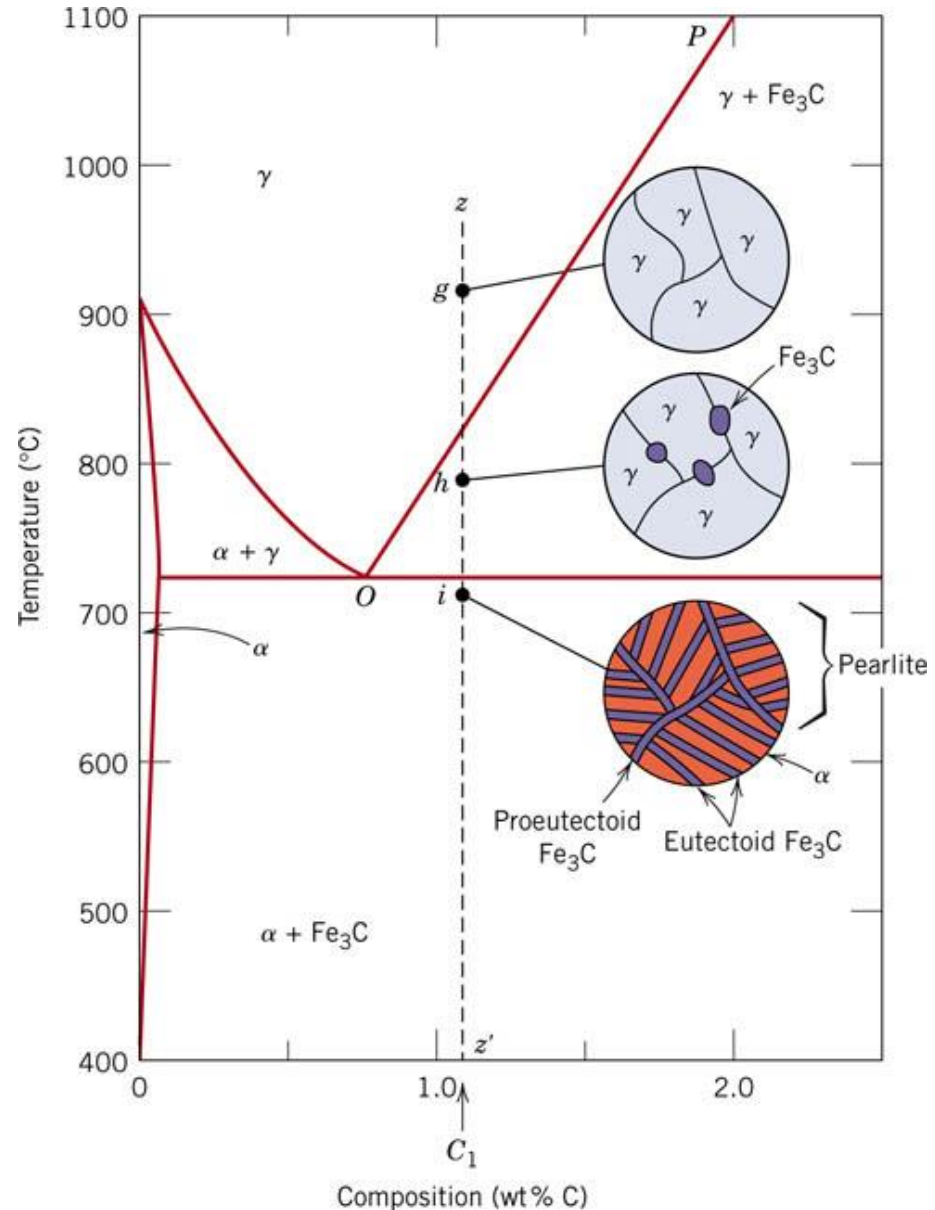 1100
P
γ + Fe₃C
1000
γ
z
γ
γ
γ
γ
g
900
Fe₃C
γ
γ
γ
γ
800
h
Temperature (°C)
α + γ
O
i
700
α
Pearlite
600
α
Proeutectoid
Fe₃C
Eutectoid Fe₃C
500
α + Fe₃C
z′
400
0
1.0
2.0
C₁
Composition (wt% C)